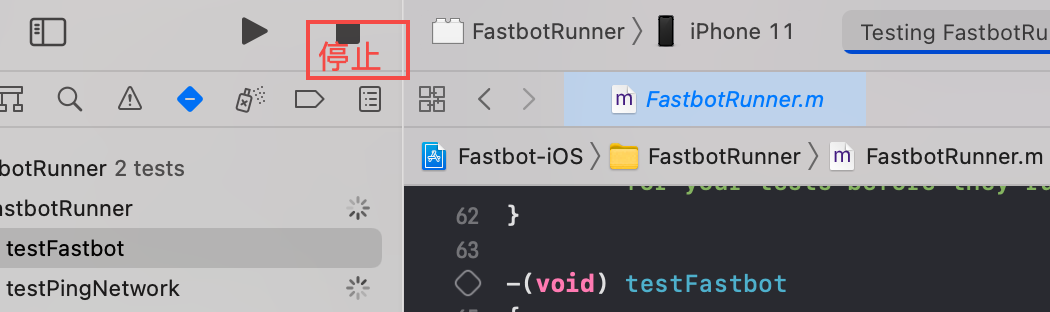 停止
FastbotRunner
iPhone 11
Testing FastbotRu
FastbotRunner.m
Fastbot-iOS
FastbotRunner
FastbotRunner.m
botRunner 2 tests
astbotRunner
testFastbot
testPingNetwork
62 }
63
-(void) testFastbot